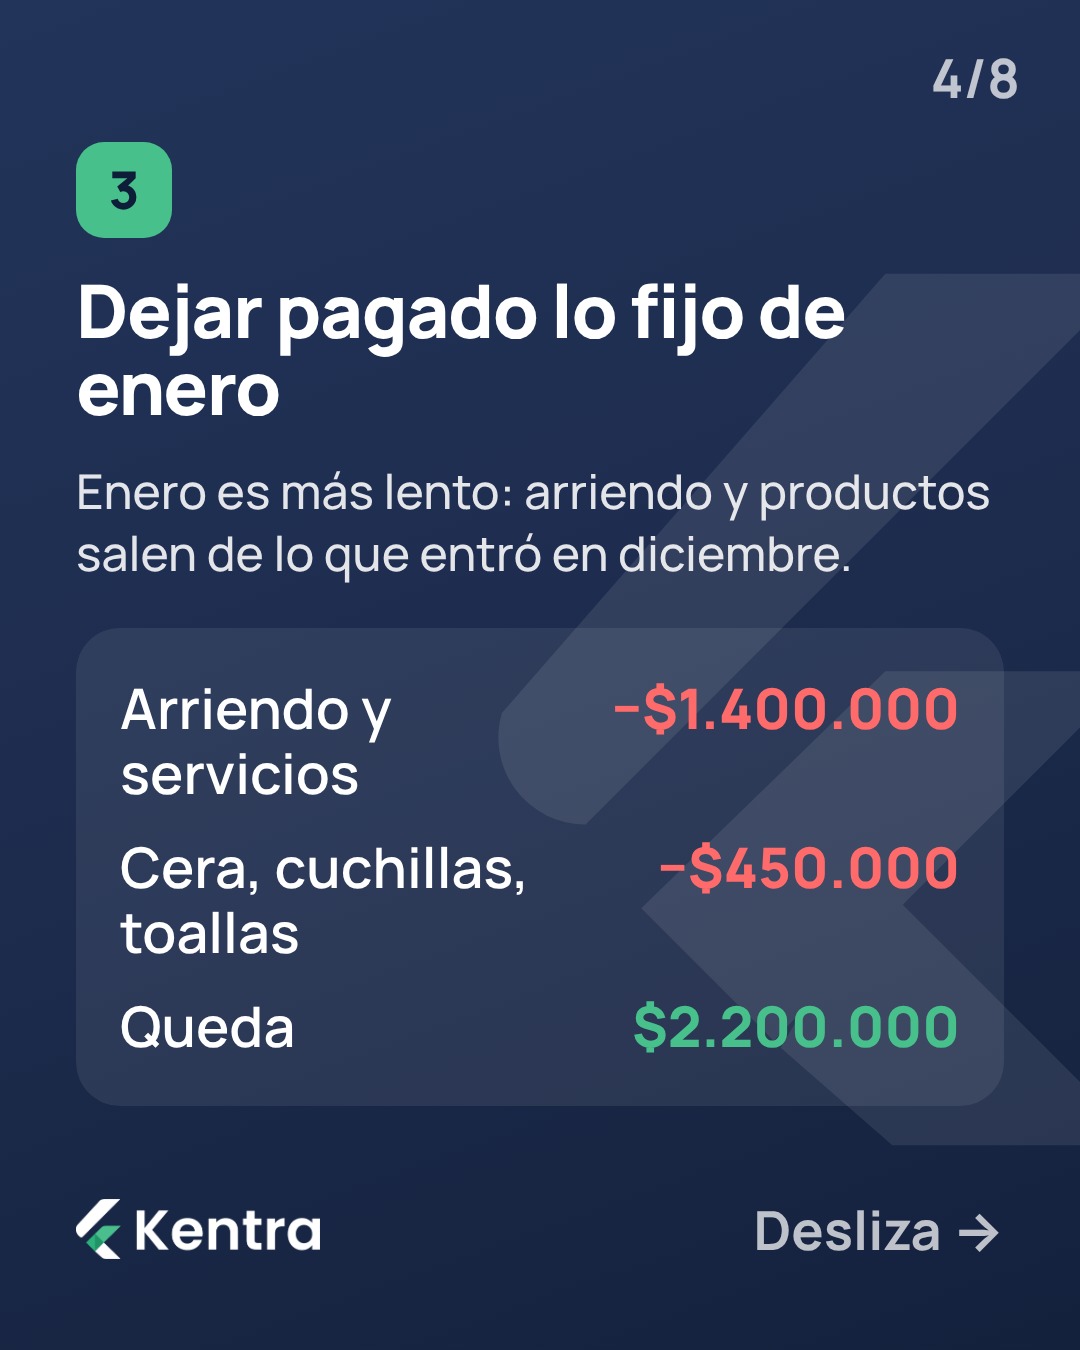 4/8
3
Dejar pagado lo fijo de
enero
Enero es más lento: arriendo y productos
salen de lo que entró en diciembre.
Arriendo y
servicios
−$1.400.000
Cera, cuchillas,
toallas
−$450.000
Queda
$2.200.000
Kentra
Desliza →